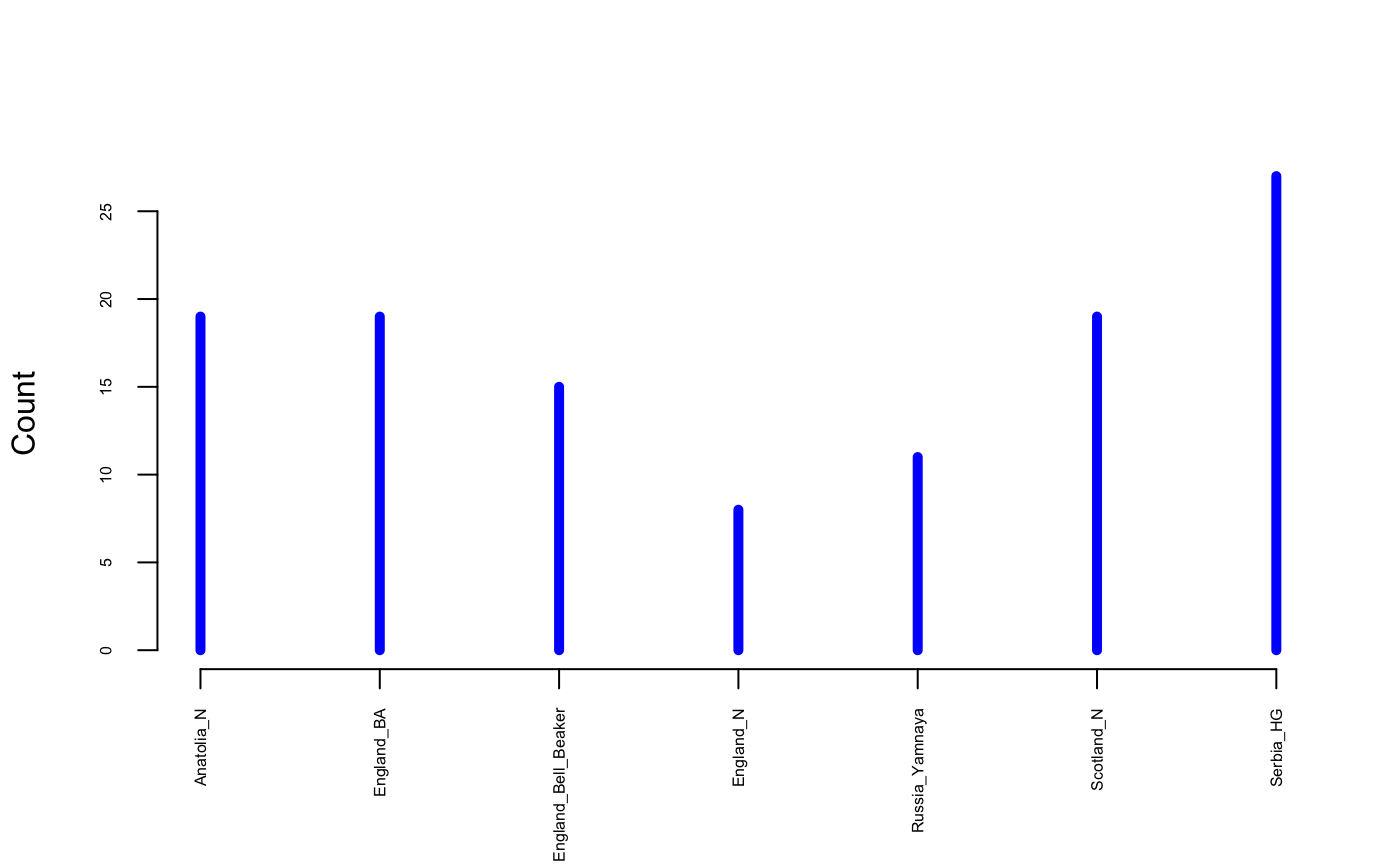 Count
25
20
15
10
5
0
Anatolia_N
England_BA
England_Bell_Beaker
England_N
Russia_Yamnaya
Scotland_N
Serbia_HG